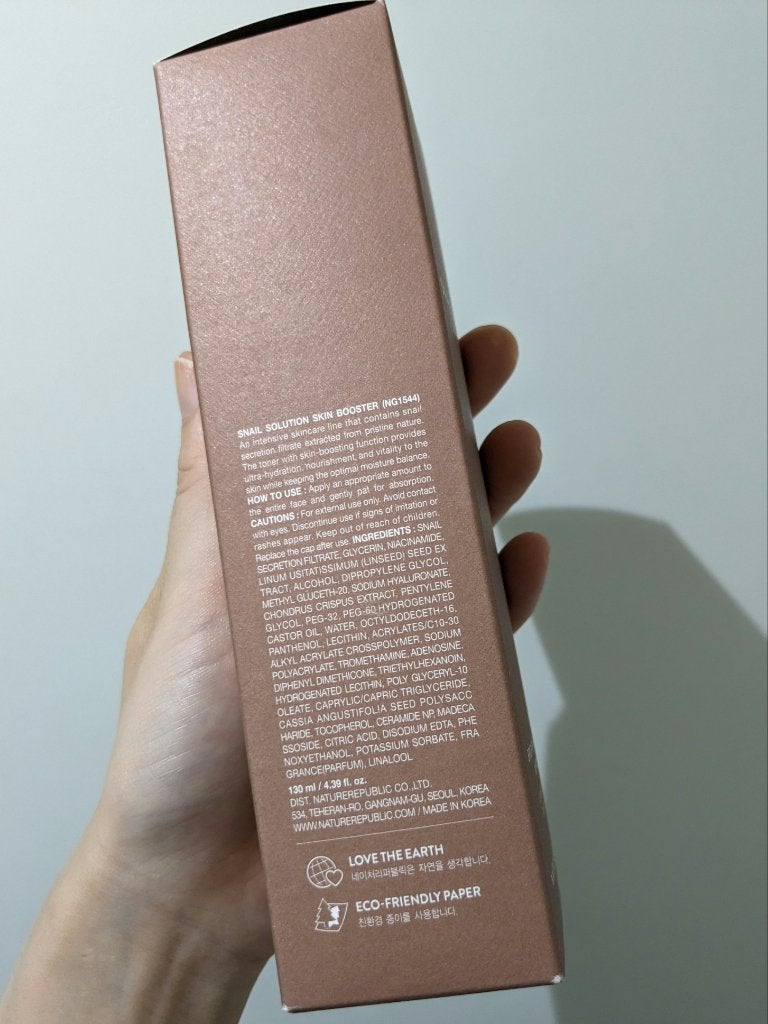 SNAIL SOLUTION SKIN BOOSTER (NG1544)
An intensive skincare line that contains snail
secretion filtrate extracted from pristine nature.
The toner with skin-boosting function provides
ultra-hydration, nourishment, and vitality to the
skin while keeping the optimal moisture balance.
HOW TO USE : Apply an appropriate amount to
the entire face and gently pat for absorption.
CAUTIONS : For external use only. Avoid contact
with eyes. Discontinue use if signs of irritation or
rashes appear. Keep out of reach of children.
Replace the cap after use. INGREDIENTS : SNAIL
SECRETION FILTRATE, GLYCERIN, NIACINAMIDE,
LINUM USITATISSIMUM (LINSEED) SEED EX
TRACT, ALCOHOL, DIPROPYLENE GLYCOL,
METHYL GLUCETH-20, SODIUM HYALURONATE,
CHONDRUS CRISPUS EXTRACT, PENTYLENE
GLYCOL, PEG-32, PEG-60 HYDROGENATED
CASTOR OIL, WATER, OCTYLDODECETH-16,
PANTHENOL, LECITHIN, ACRYLATES/C10-30
ALKYL ACRYLATE CROSSPOLYMER, SODIUM
POLYACRYLATE, TROMETHAMINE, ADENOSINE,
DIPHENYL DIMETHICONE, TRIETHYLHEXANOIN,
HYDROGENATED LECITHIN, POLY GLYCERYL-10
OLEATE, CAPRYLIC/CAPRIC TRIGLYCERIDE,
CASSIA ANGUSTIFOLIA SEED POLYSACC
HARIDE, TOCOPHEROL, CERAMIDE NP, MADECA
SSOSIDE, CITRIC ACID, DISODIUM EDTA, PHE
NOXYETHANOL, POTASSIUM SORBATE, FRA
GRANCE(PARFUM), LINALOOL
130 ml / 4.39 fl. oz.
DIST. NATUREREPUBLIC CO.,LTD.
534, TEHERAN-RO, GANGNAM-GU, SEOUL, KOREA
WWW.NATUREREPUBLIC.COM / MADE IN KOREA
LOVE THE EARTH
네이처리퍼블릭은 자연을 생각합니다.
ECO-FRIENDLY PAPER
친환경 종이를 사용합니다.